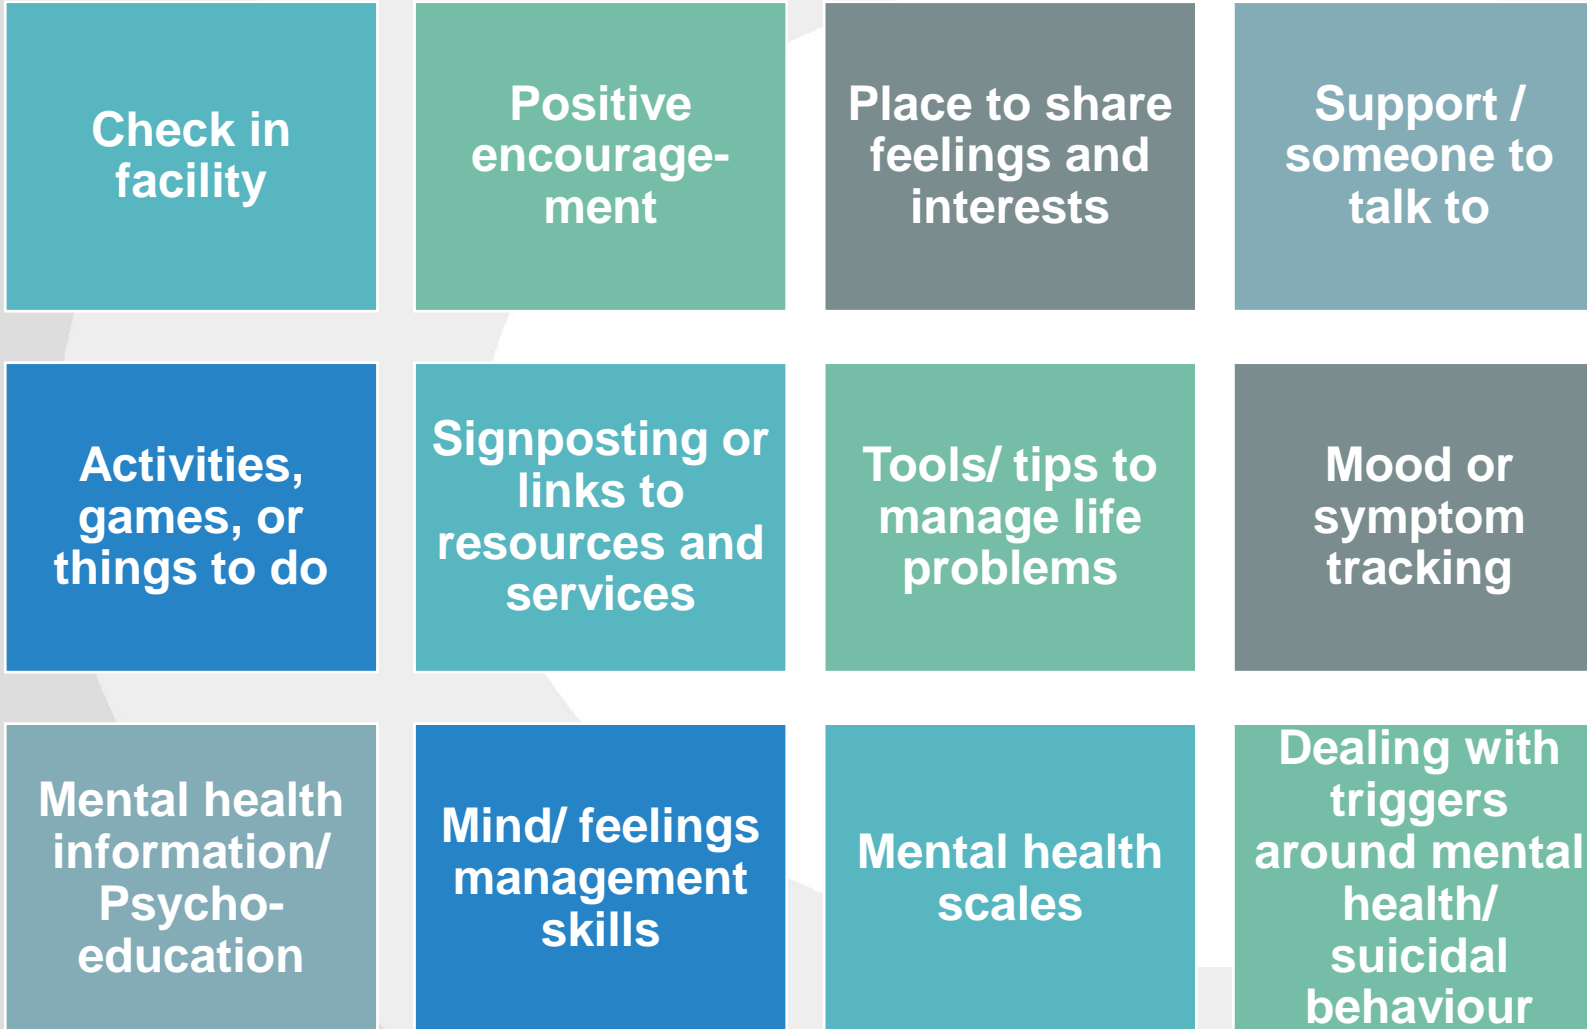 Check in
facility
Positive
encourage-
ment
Place to share
feelings and
interests
Support /
someone to
talk to
Activities,
games, or
things to do
Signposting or
links to
resources and
services
Tools/ tips to
manage life
problems
Mood or
symptom
tracking
Mental health
information/
Psycho-
education
Mind/ feelings
management
skills
Mental health
scales
Dealing with
triggers
around mental
health/
suicidal
behaviour